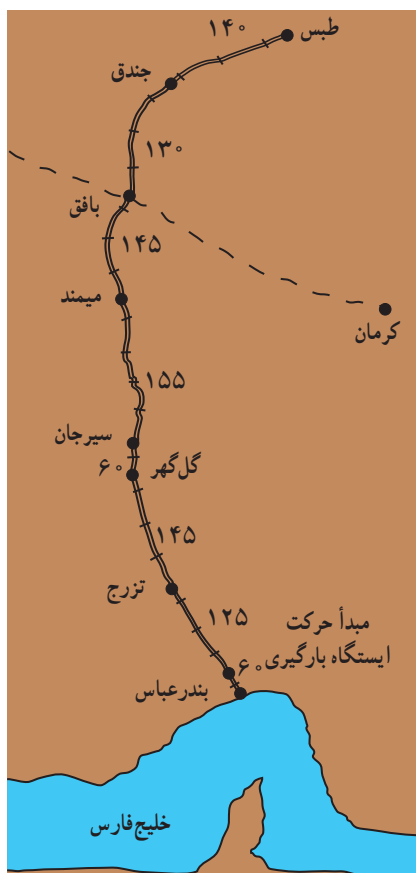 طبس
۱۴۰
جندق
۱۳۰
بافق
۱۴۵
میمند
کرمان
۱۵۵
سیرجان
گل‌گهر
۶۰
۱۴۵
تزرج
۱۲۵
مبدأ حرکت
ایستگاه بارگیری
۶۰
بندرعباس
خلیج‌فارس